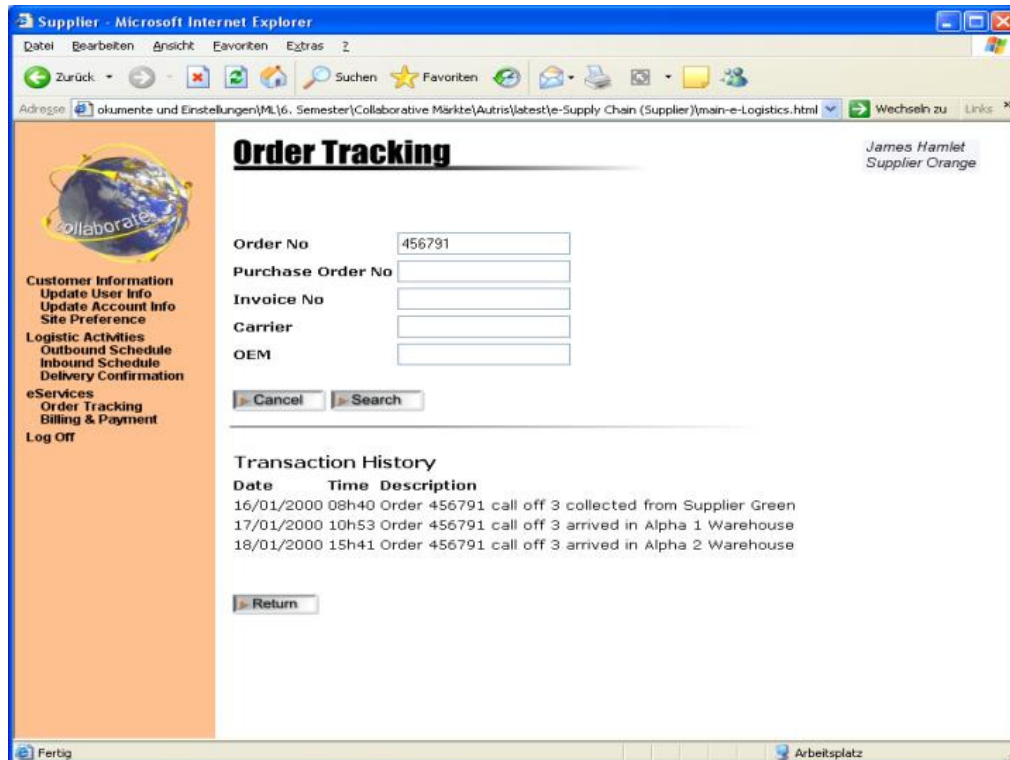 Supplier - Microsoft Internet Explorer
Datei Bearbeiten Ansicht Favoriten Extras ?
Zurück Suchen Favoriten
Adresse okumente und Einstellungen\ML\6. Semester\Collaborative Märkte\Autris\latest\e-Supply Chain (Supplier)\main-e-Logistics.html Wechseln zu Links »
collaborate
Customer Information
Update User Info
Update Account Info
Site Preference
Logistic Activities
Outbound Schedule
Inbound Schedule
Delivery Confirmation
eServices
Order Tracking
Billing & Payment
Log Off
Order Tracking
James Hamlet
Supplier Orange
Order No 456791
Purchase Order No
Invoice No
Carrier
OEM
Cancel Search
Transaction History
Date Time Description
16/01/2000 08h40 Order 456791 call off 3 collected from Supplier Green
17/01/2000 10h53 Order 456791 call off 3 arrived in Alpha 1 Warehouse
18/01/2000 15h41 Order 456791 call off 3 arrived in Alpha 2 Warehouse
Return
Fertig Arbeitsplatz